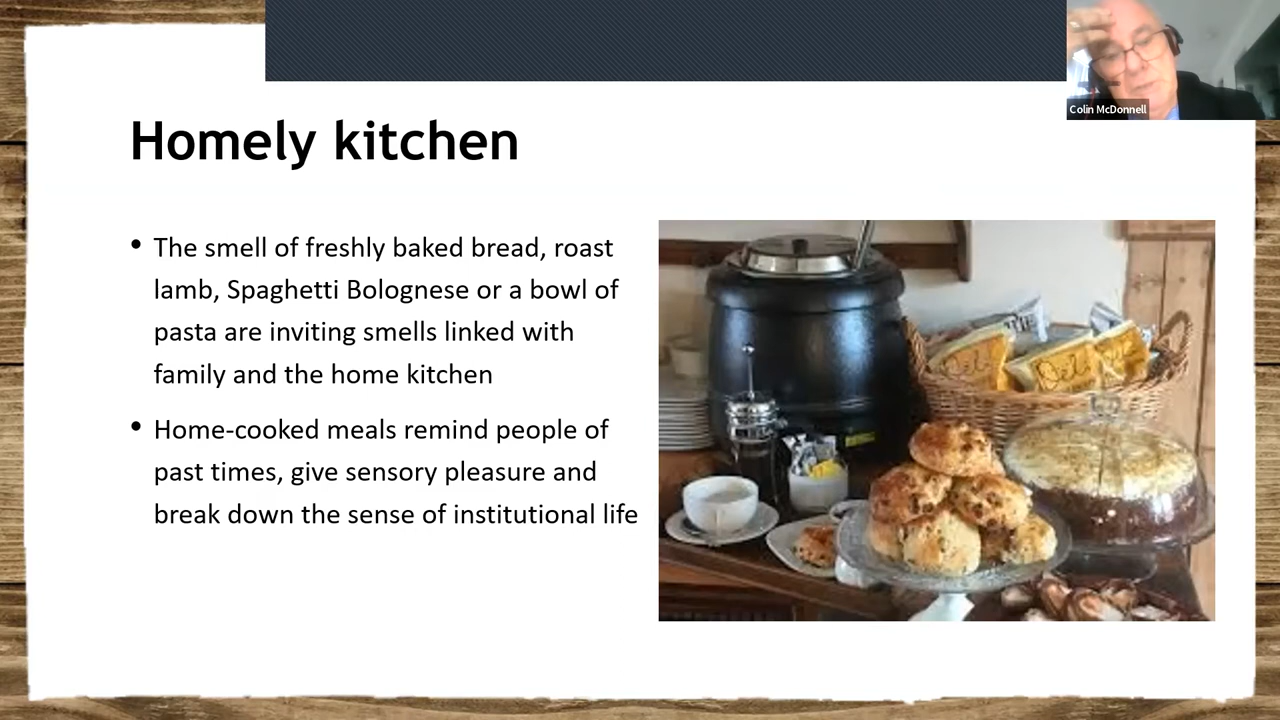 Colin McDonnell
Homely kitchen
• The smell of freshly baked bread, roast
lamb, Spaghetti Bolognese or a bowl of
pasta are inviting smells linked with
family and the home kitchen
• Home-cooked meals remind people of
past times, give sensory pleasure and
break down the sense of institutional life